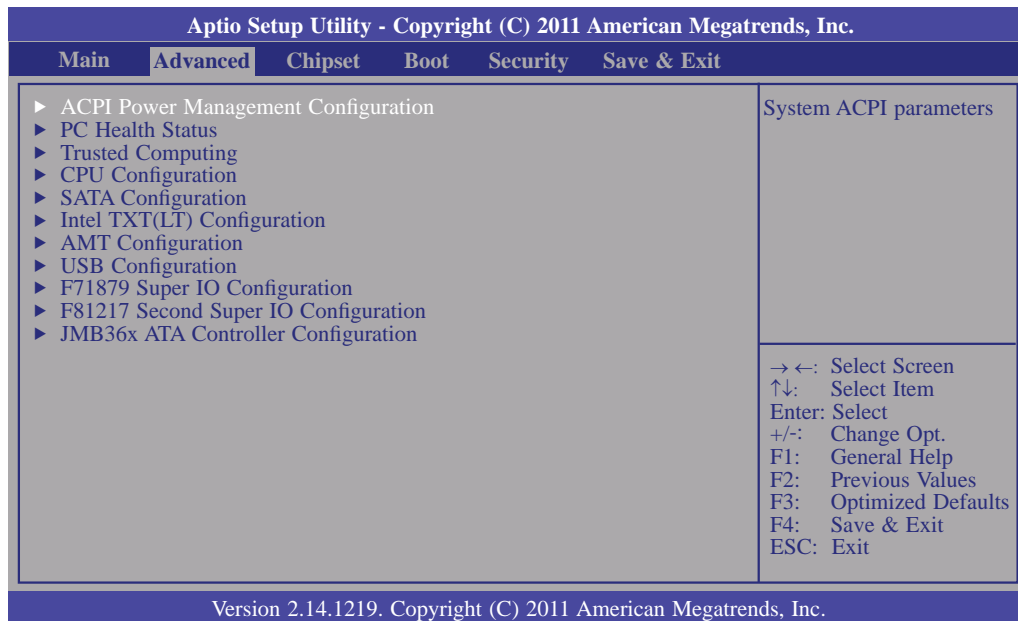 Aptio Setup Utility - Copyright (C) 2011 American Megatrends, Inc.
Main Advanced Chipset Boot Security Save & Exit
▶ ACPI Power Management Configuration
▶ PC Health Status
▶ Trusted Computing
▶ CPU Configuration
▶ SATA Configuration
▶ Intel TXT(LT) Configuration
▶ AMT Configuration
▶ USB Configuration
▶ F71879 Super IO Configuration
▶ F81217 Second Super IO Configuration
▶ JMB36x ATA Controller Configuration
System ACPI parameters
→←: Select Screen
↑↓: Select Item
Enter: Select
+/-: Change Opt.
F1: General Help
F2: Previous Values
F3: Optimized Defaults
F4: Save & Exit
ESC: Exit
Version 2.14.1219. Copyright (C) 2011 American Megatrends, Inc.